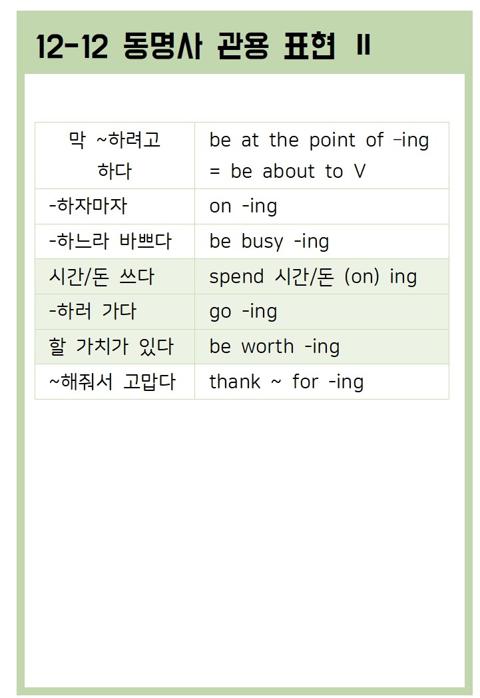 12-12 동명사 관용 표현 II
막 ~하려고 be at the point of -ing
하다 = be about to V
-하자마자 on -ing
-하느라 바쁘다 be busy -ing
시간/돈 쓰다 spend 시간/돈 (on) ing
-하러 가다 go -ing
할 가치가 있다 be worth -ing
~해줘서 고맙다 thank ~ for -ing